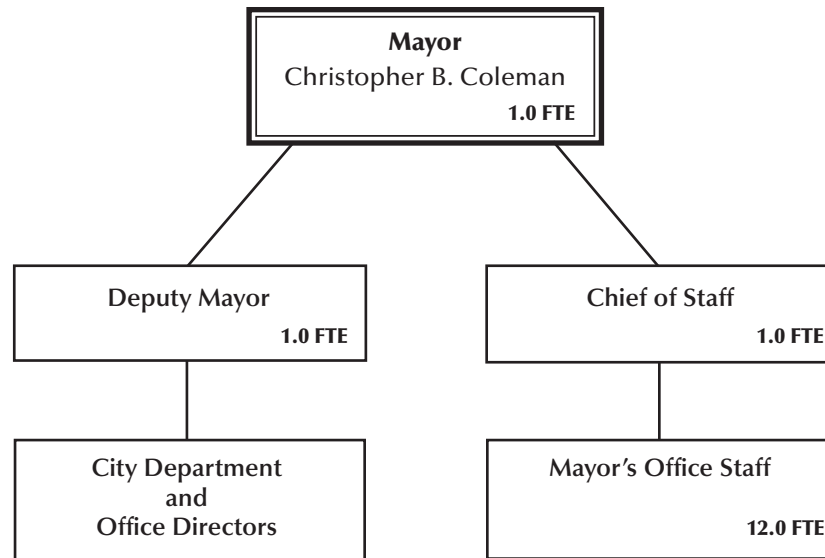 Mayor
Christopher B. Coleman
1.0 FTE
Deputy Mayor
1.0 FTE
Chief of Staff
1.0 FTE
City Department
and
Office Directors
Mayor’s Office Staff
12.0 FTE